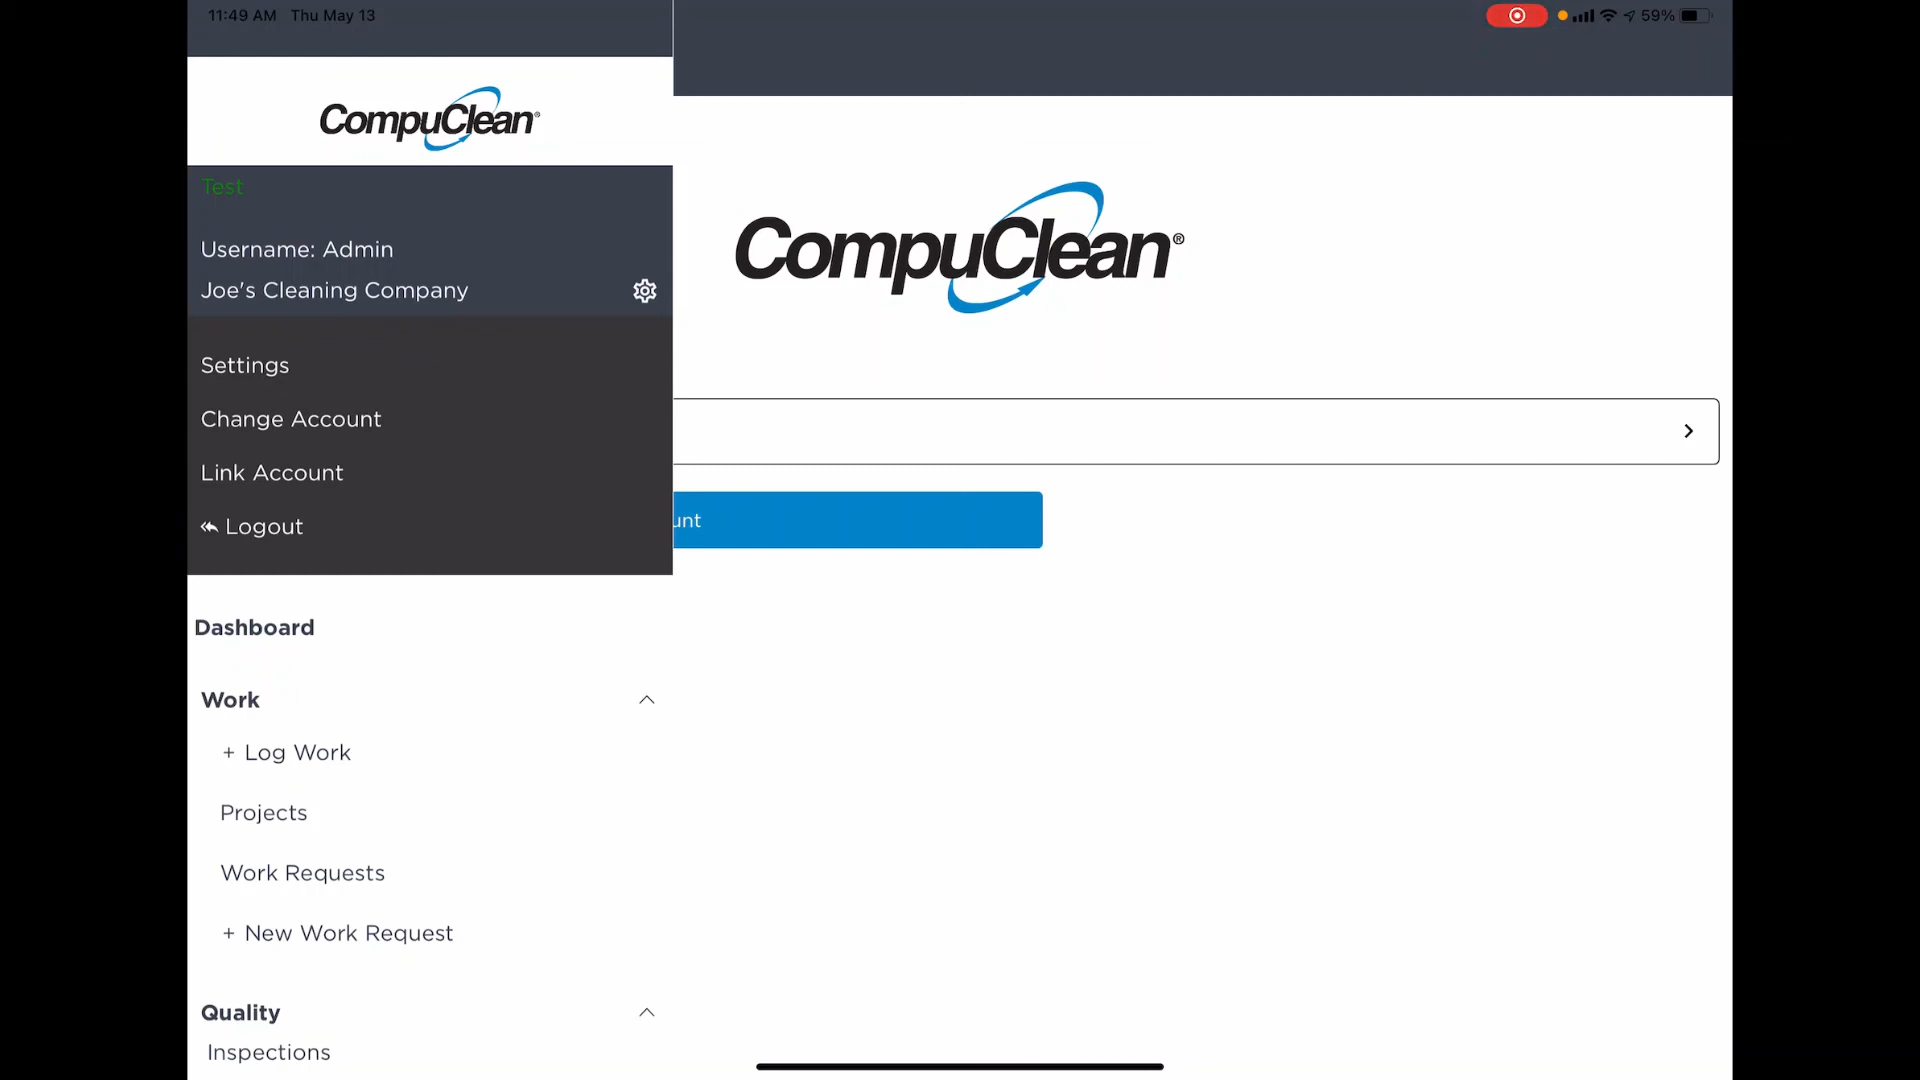 11:49 AM Thu May 13
59%
CompuClean®
Test
Username: Admin
Joe's Cleaning Company
Settings
Change Account
Link Account
Logout
Dashboard
Work
+ Log Work
Projects
Work Requests
+ New Work Request
Quality
Inspections
CompuClean®
unt